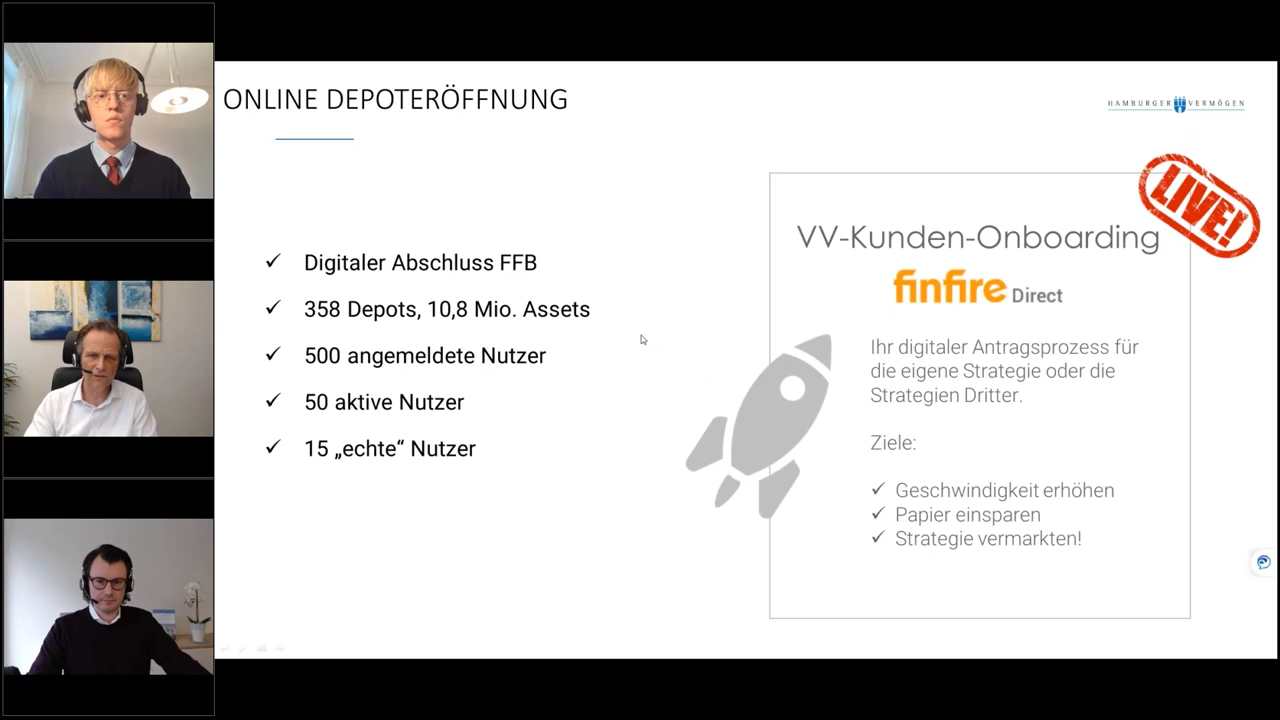 ONLINE DEPOTERÖFFNUNG
HAMBURGER VERMÖGEN
LIVE!
Digitaler Abschluss FFB
358 Depots, 10,8 Mio. Assets
500 angemeldete Nutzer
50 aktive Nutzer
15 „echte“ Nutzer
VV-Kunden-Onboarding
finfire Direct
Ihr digitaler Antragsprozess für
die eigene Strategie oder die
Strategien Dritter.
Ziele:
Geschwindigkeit erhöhen
Papier einsparen
Strategie vermarkten!